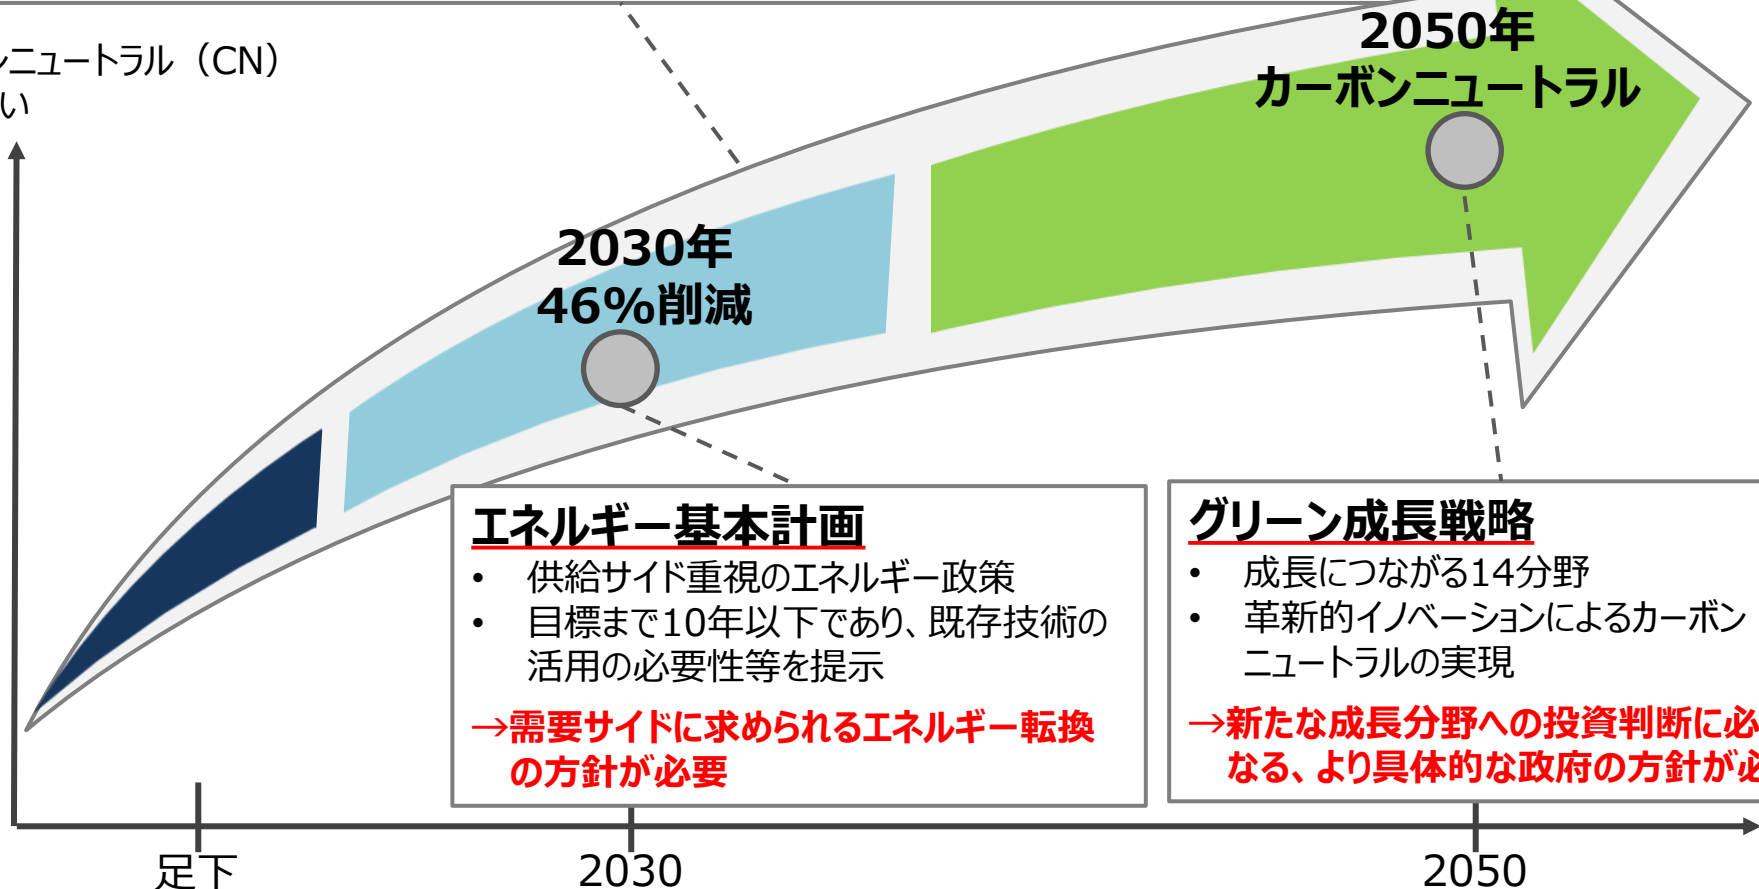 ンニュートラル（CN）
い
2050年
カーボンニュートラル
2030年
46%削減
エネルギー基本計画
• 供給サイド重視のエネルギー政策
• 目標まで10年以下であり、既存技術の
活用の必要性等を提示
→需要サイドに求められるエネルギー転換
の方針が必要
グリーン成長戦略
• 成長につながる14分野
• 革新的イノベーションによるカーボン
ニュートラルの実現
→新たな成長分野への投資判断に必
なる、より具体的な政府の方針が必
足下
2030
2050